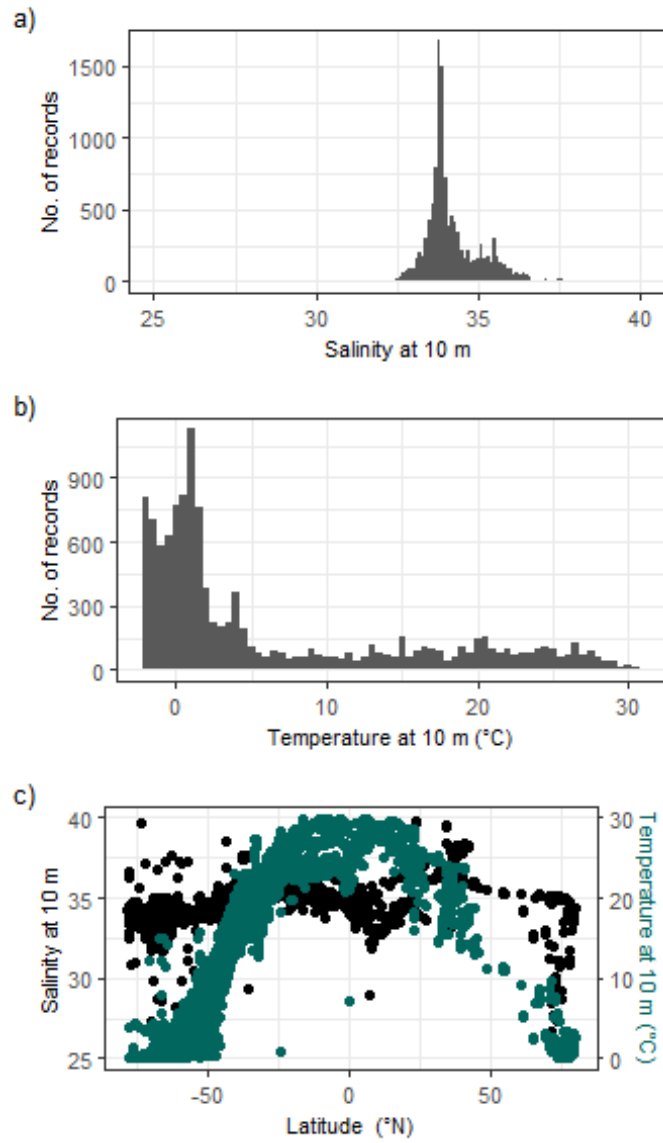 a)
1500
1000
500
0
No. of records
25 30 35 40
Salinity at 10 m
b)
900
600
300
0
No. of records
0 10 20 30
Temperature at 10 m (°C)
c)
40
35
30
25
Salinity at 10 m
30
20
10
0
Temperature at 10 m (°C)
-50 0 50
Latitude (°N)